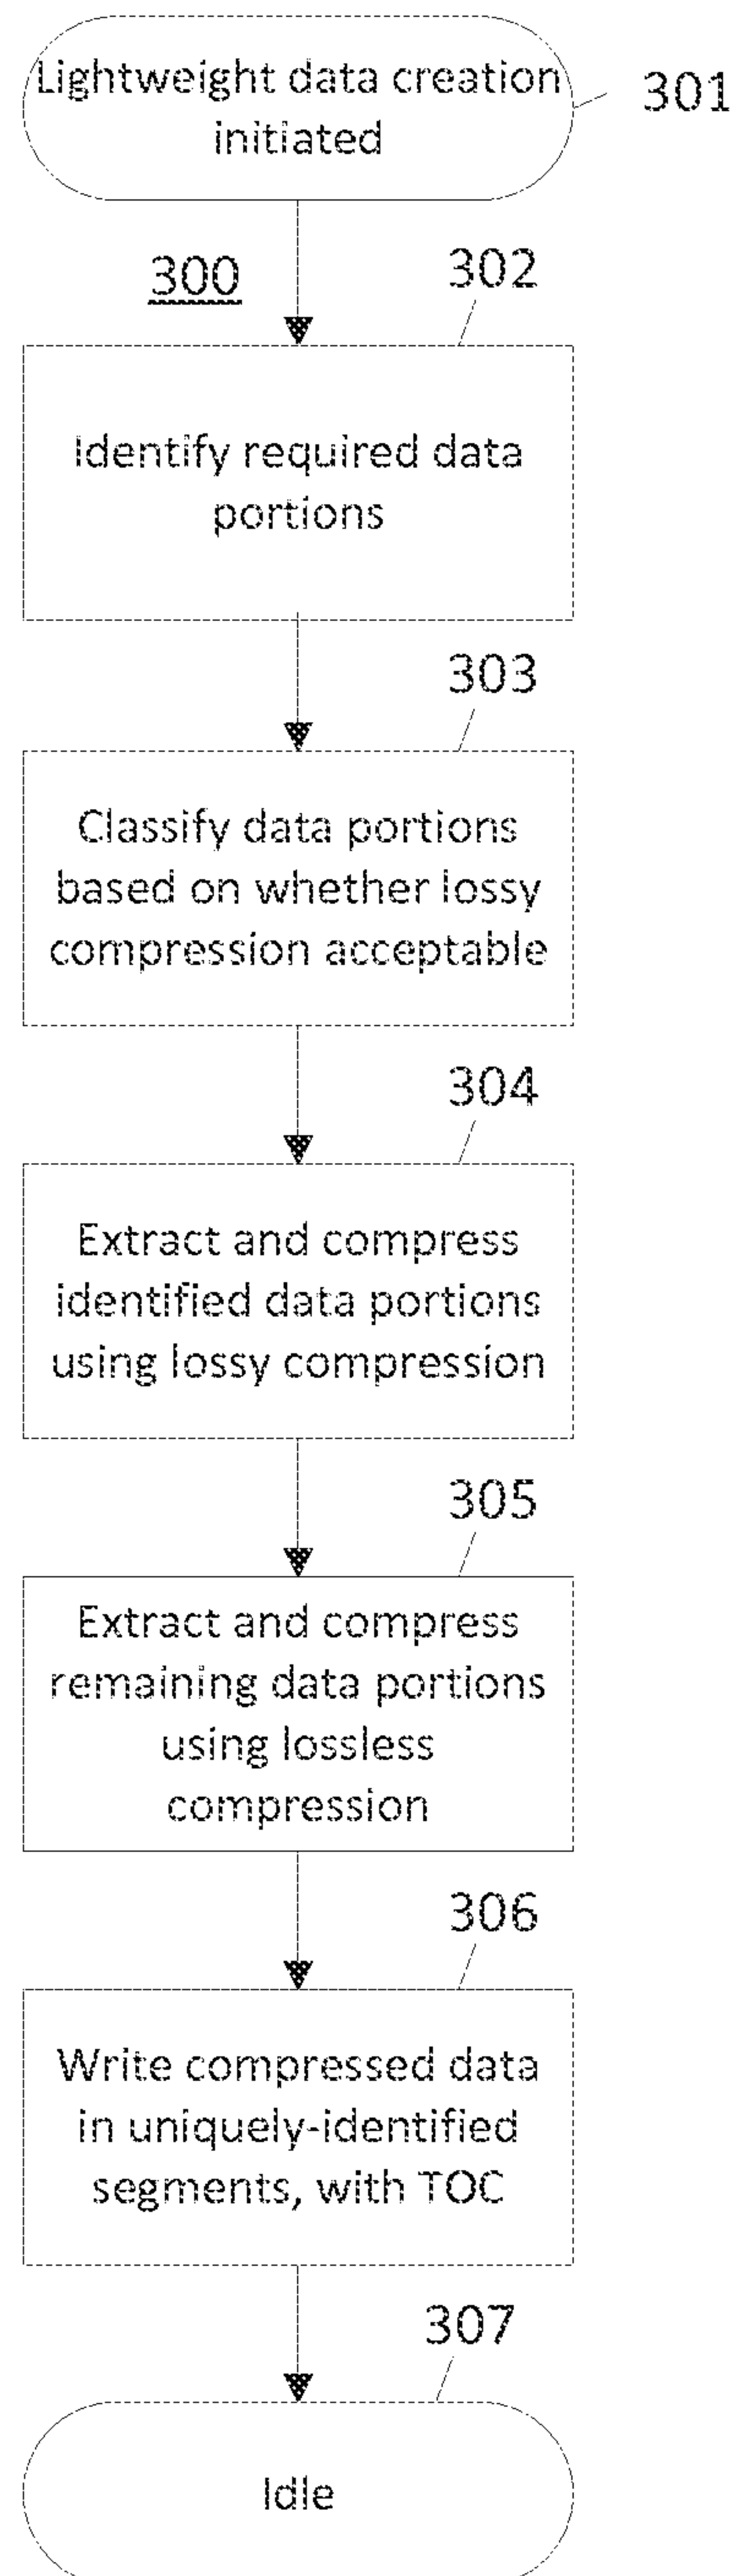 Lightweight data creation
initiated
301
300
302
Identify required data
portions
303
Classify data portions
based on whether lossy
compression acceptable
304
Extract and compress
identified data portions
using lossy compression
305
Extract and compress
remaining data portions
using lossless
compression
306
Write compressed data
in uniquely-identified
segments, with TOC
307
Idle